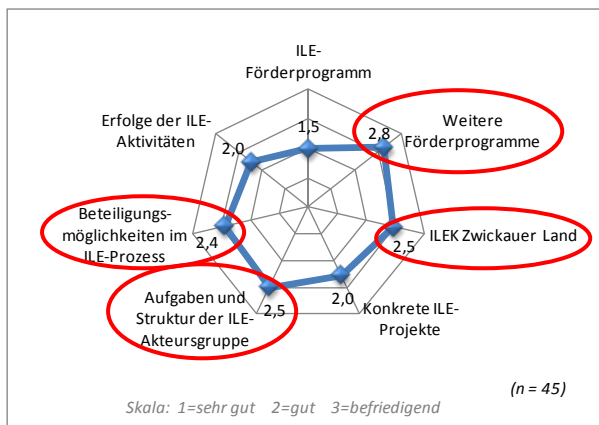 ILE-
Förderprogramm
1,5
2,8
Weitere
Förderprogramme
2,5
ILEK Zwickauer Land
2,0
Konkrete ILE-
Projekte
2,5
Aufgaben und
Struktur der ILE-
Akteursgruppe
2,4
Beteiligungs-
möglichkeiten im
ILE-Prozess
2,0
Erfolge der ILE-
Aktivitäten
(n = 45)
Skala: 1=sehr gut 2=gut 3=befriedigend